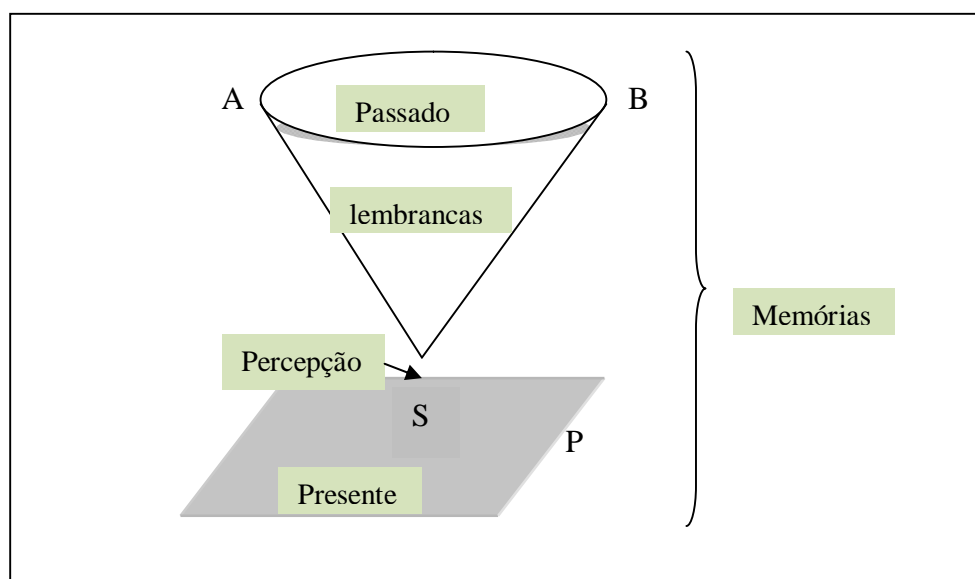 A
Passado
B
lembrancas
Memórias
Percepção
S
P
Presente